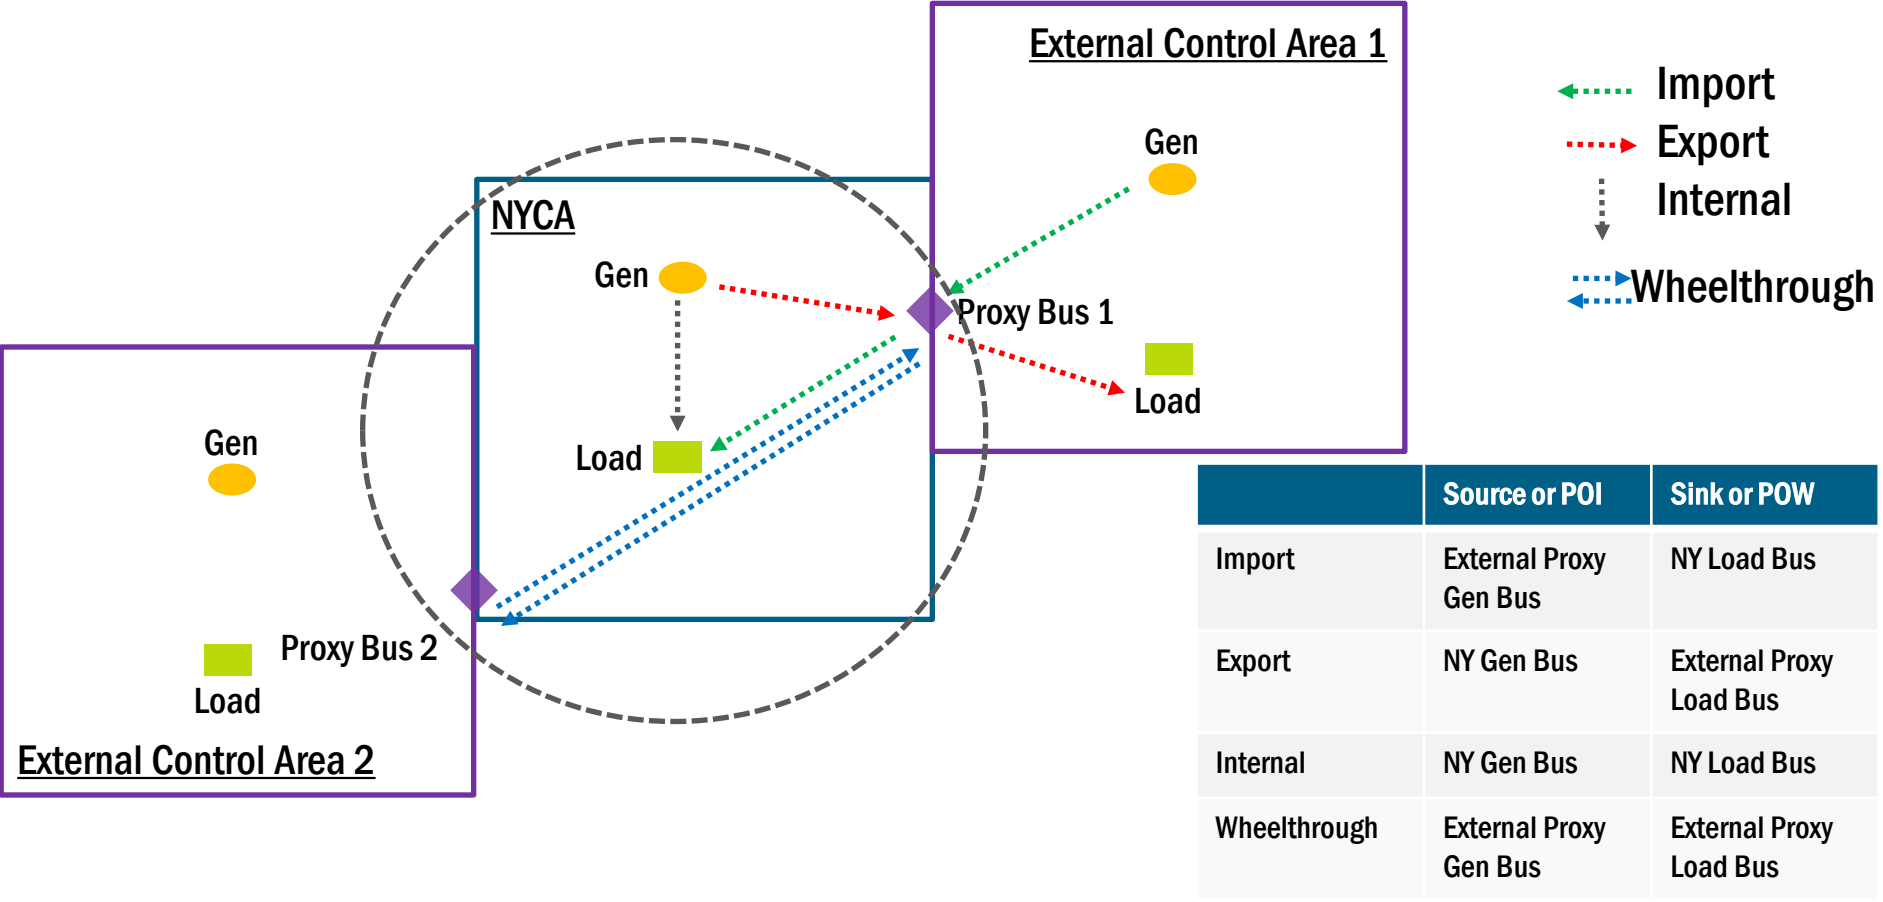 External Control Area 1
Import
Export
Internal
Wheelthrough
Gen
NYCA
Gen
Proxy Bus 1
Load
Load
Gen
Proxy Bus 2
Load
External Control Area 2
Source or POI Sink or POW
Import External Proxy Gen Bus NY Load Bus
Export NY Gen Bus External Proxy Load Bus
Internal NY Gen Bus NY Load Bus
Wheelthrough External Proxy Gen Bus External Proxy Load Bus